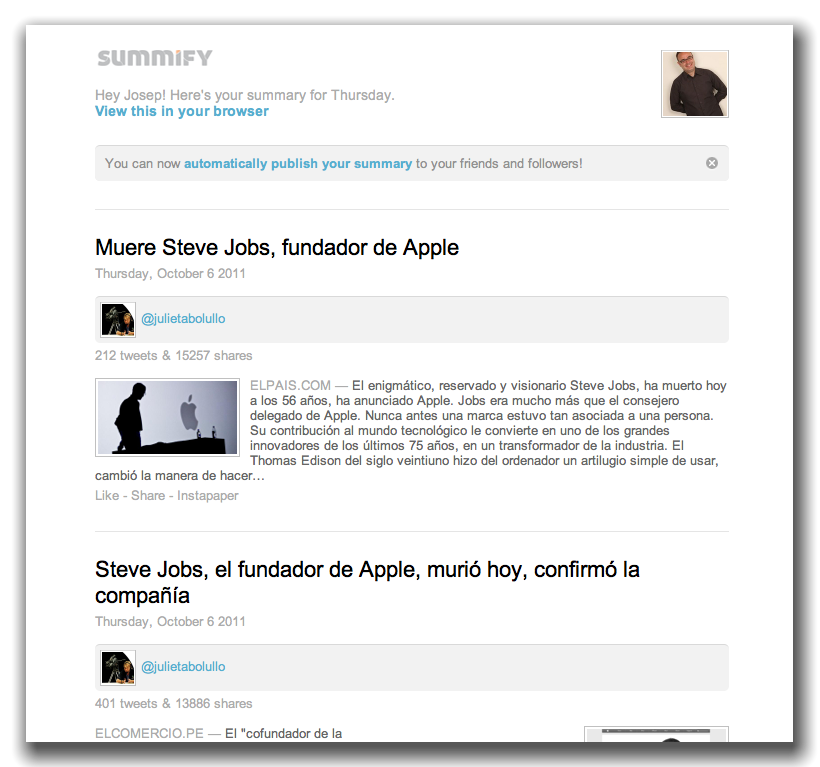 summiFY
Hey Josep! Here's your summary for Thursday.
View this in your browser
You can now automatically publish your summary to your friends and followers!
Muere Steve Jobs, fundador de Apple
Thursday, October 6 2011
@julietabolullo
212 tweets & 15257 shares
ELPAIS.COM — El enigmático, reservado y visionario Steve Jobs, ha muerto hoy
a los 56 años, ha anunciado Apple. Jobs era mucho más que el consejero
delegado de Apple. Nunca antes una marca estuvo tan asociada a una persona.
Su contribución al mundo tecnológico le convierte en uno de los grandes
innovadores de los últimos 75 años, en un transformador de la industria. El
Thomas Edison del siglo veintiuno hizo del ordenador un artilugio simple de usar,
cambió la manera de hacer…
Like - Share - Instapaper
Steve Jobs, el fundador de Apple, murió hoy, confirmó la
compañía
Thursday, October 6 2011
@julietabolullo
401 tweets & 13886 shares
ELCOMERCIO.PE — El "cofundador de la